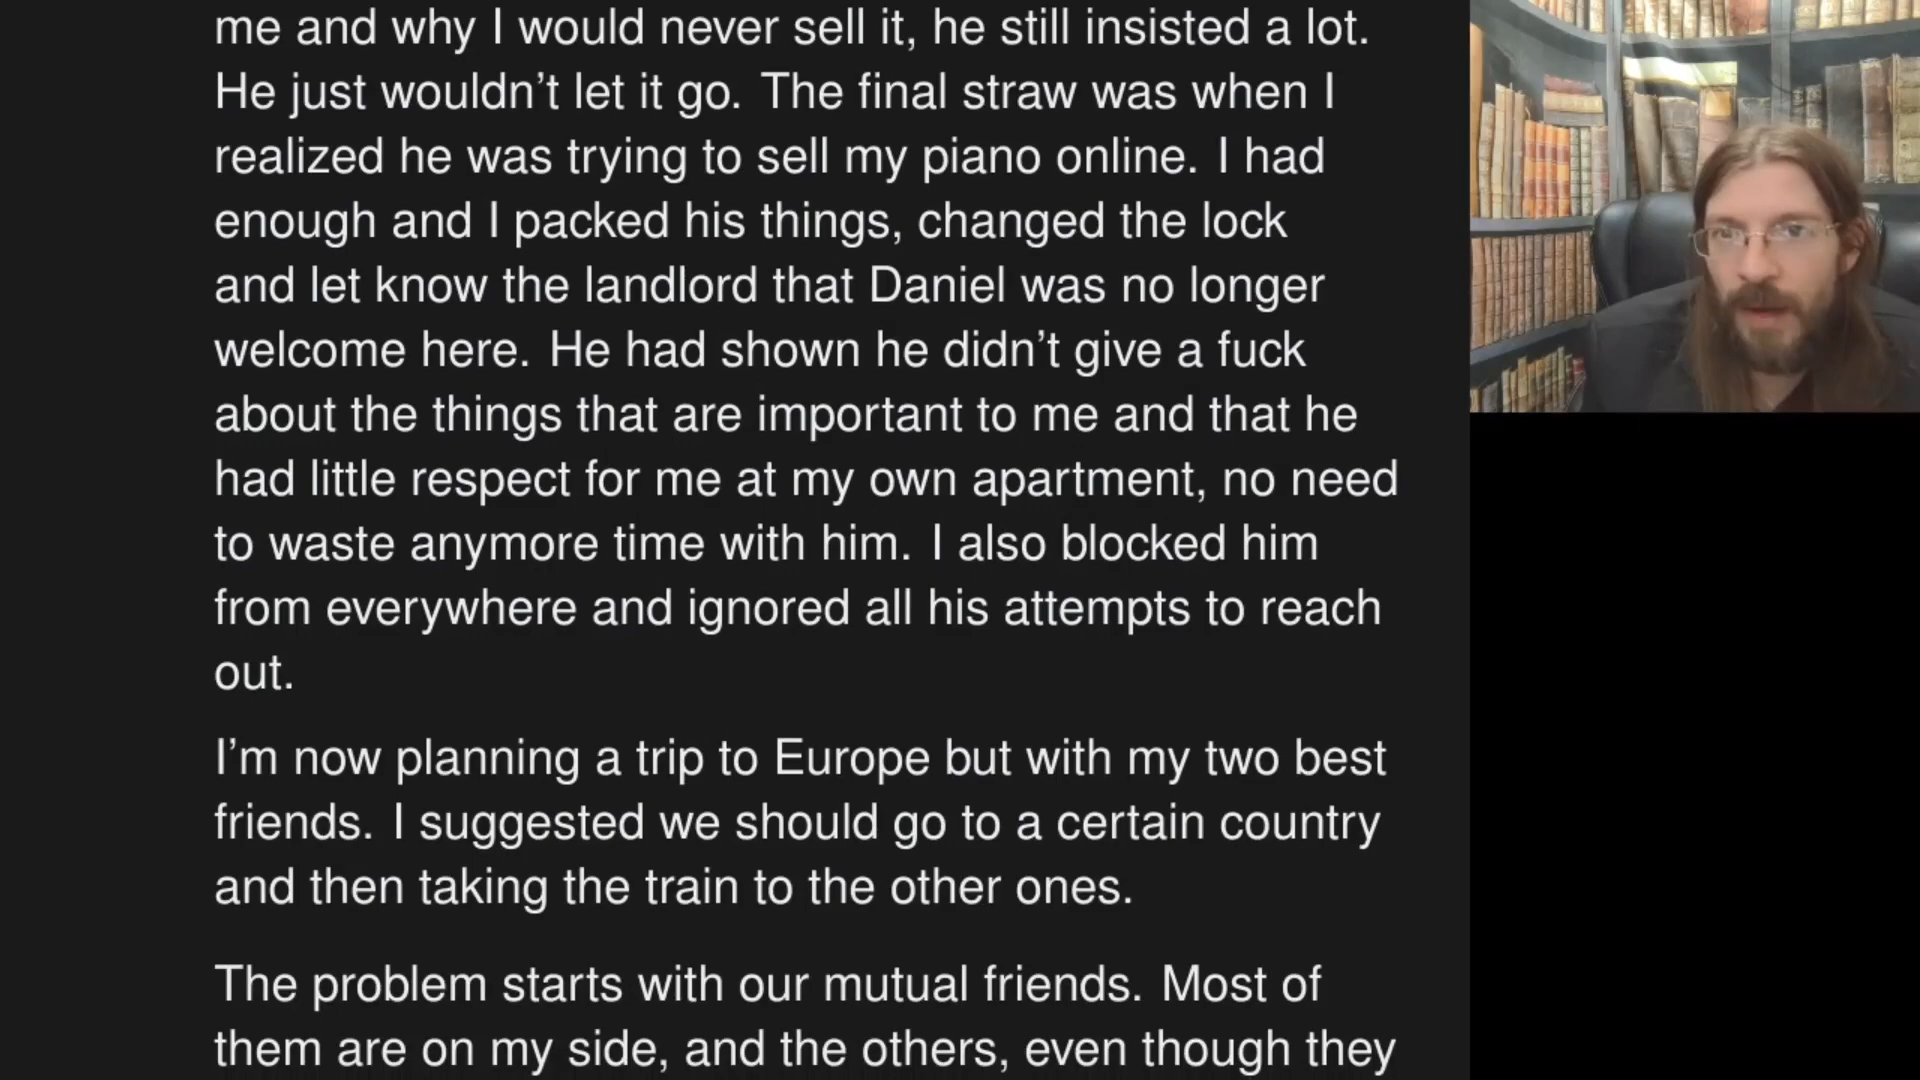 me and why I would never sell it, he still insisted a lot.
He just wouldn’t let it go. The final straw was when I
realized he was trying to sell my piano online. I had
enough and I packed his things, changed the lock
and let know the landlord that Daniel was no longer
welcome here. He had shown he didn’t give a fuck
about the things that are important to me and that he
had little respect for me at my own apartment, no need
to waste anymore time with him. I also blocked him
from everywhere and ignored all his attempts to reach
out.
I’m now planning a trip to Europe but with my two best
friends. I suggested we should go to a certain country
and then taking the train to the other ones.
The problem starts with our mutual friends. Most of
them are on my side, and the others, even though they